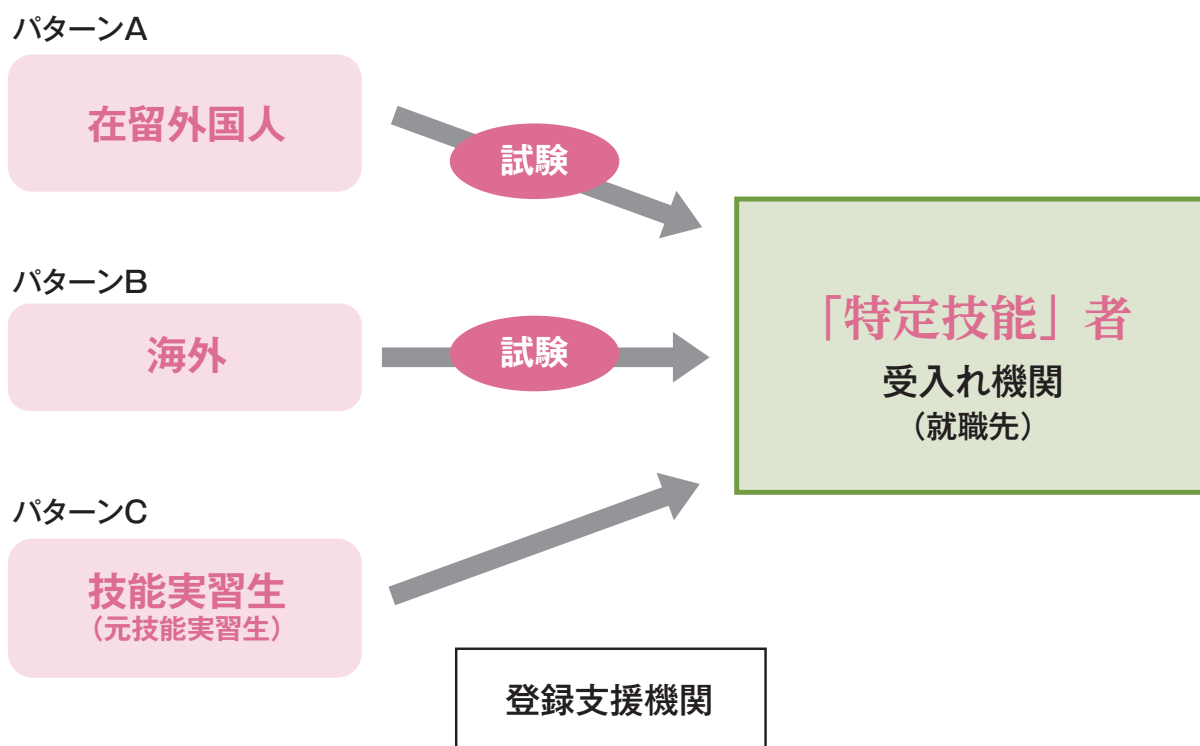 パターンA
在留外国人
試験
パターンB
海外
試験
パターンC
技能実習生
（元技能実習生）
「特定技能」者
受入れ機関
（就職先）
登録支援機関